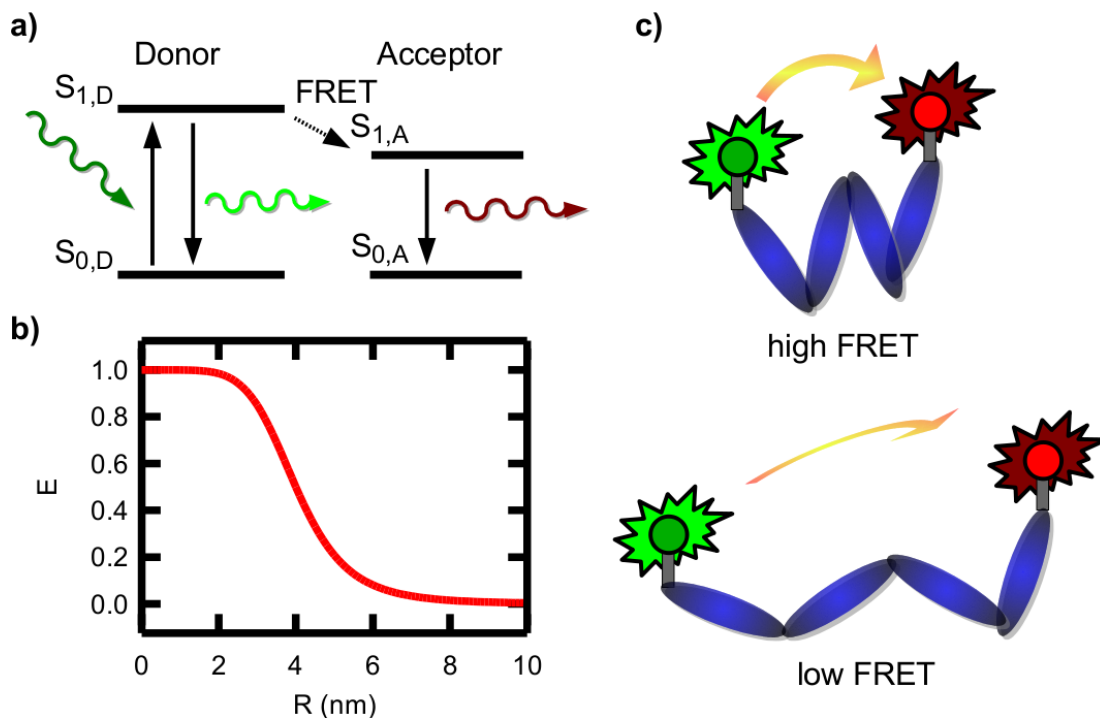 a)
Donor
Acceptor
S1,D
FRET
S1,A
S0,D
S0,A
b)
1.0
0.8
0.6
0.4
0.2
0.0
E
0 2 4 6 8 10
R (nm)
c)
high FRET
low FRET